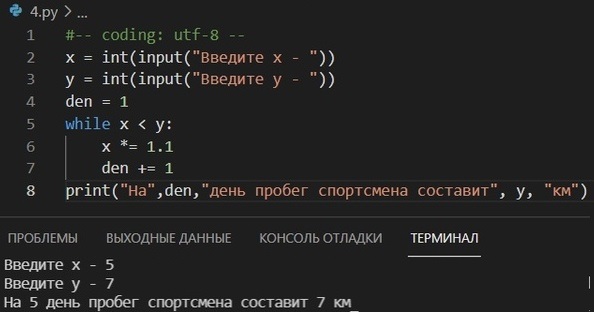 4.py > ...
1 #-- coding: utf-8 --
2 x = int(input("Введите x - "))
3 y = int(input("Введите y - "))
4 den = 1
5 while x < y:
6 x *= 1.1
7 den += 1
8 print("На",den,"день пробег спортсмена составит", y, "км")
ПРОБЛЕМЫ ВЫХОДНЫЕ ДАННЫЕ КОНСОЛЬ ОТЛАДКИ ТЕРМИНАЛ
Введите x - 5
Введите y - 7
На 5 день пробег спортсмена составит 7 км